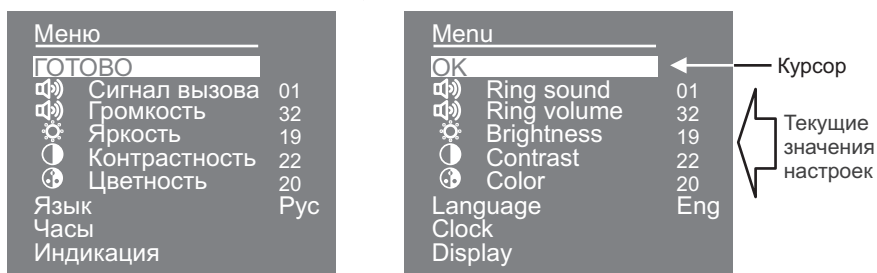 Меню
ГОТОВО
Сигнал вызова 01
Громкость 32
Яркость 19
Контрастность 22
Цветность 20
Язык Рус
Часы
Индикация
Menu
OK
Ring sound 01
Ring volume 32
Brightness 19
Contrast 22
Color 20
Language Eng
Clock
Display
Курсор
Текущие
значения
настроек